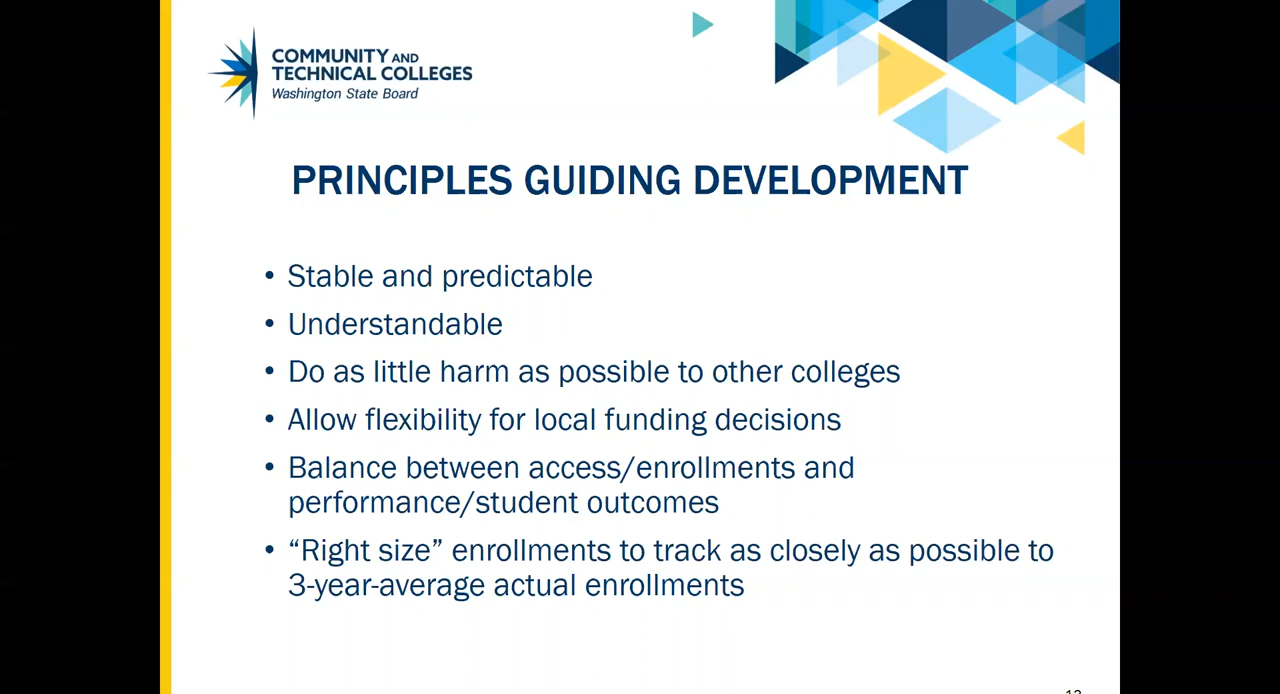 COMMUNITY AND
TECHNICAL COLLEGES
Washington State Board
PRINCIPLES GUIDING DEVELOPMENT
• Stable and predictable
• Understandable
• Do as little harm as possible to other colleges
• Allow flexibility for local funding decisions
• Balance between access/enrollments and
performance/student outcomes
• “Right size” enrollments to track as closely as possible to
3-year-average actual enrollments